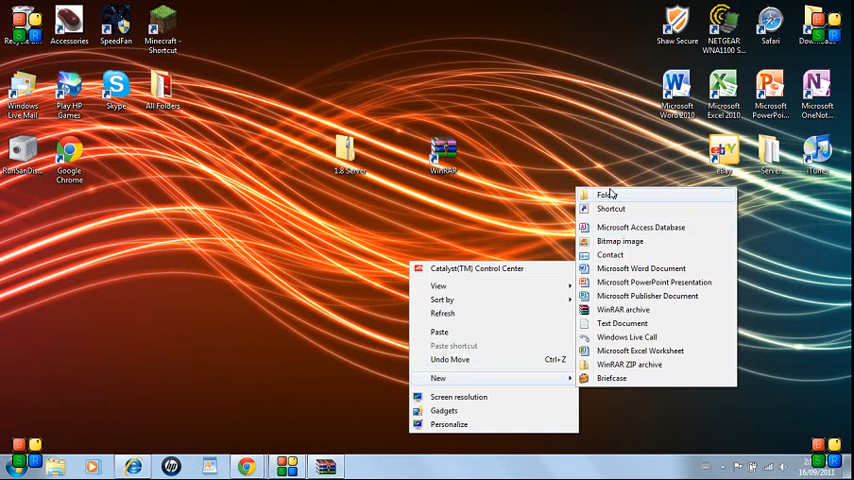 Accessories
SpeedFan
Minecraft -
Shortcut
Shaw Secure
NETGEAR
WNA1100 S...
Safari
Windows
Live Mail
Play HP
Games
Skype
All Folders
Microsoft
Word 2010
Microsoft
Excel 2010
Microsoft
PowerPoi...
Microsoft
OneNot...
RunSanDis...
Google
Chrome
1.8 Server
WinRAR
eBay
Server
iTunes
Folder
Shortcut
Microsoft Access Database
Bitmap image
Contact
Microsoft Word Document
Microsoft PowerPoint Presentation
Microsoft Publisher Document
WinRAR archive
Text Document
Windows Live Call
Microsoft Excel Worksheet
WinRAR ZIP archive
Briefcase
Catalyst(TM) Control Center
View
Sort by
Refresh
Paste
Paste shortcut
Undo Move Ctrl+Z
New
Screen resolution
Gadgets
Personalize
16/09/2011